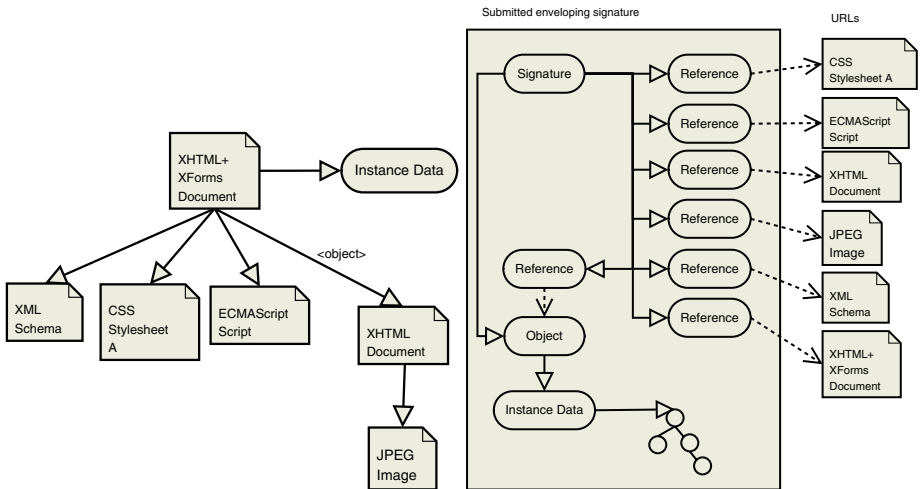 Submitted enveloping signature
URLs
XHTML+
XForms
Document
Instance Data
<object>
XML
Schema
CSS
Stylesheet
A
ECMAScript
Script
XHTML
Document
JPEG
Image
Signature
Reference
Reference
Reference
Reference
Reference
Reference
Reference
Object
Instance Data
CSS
Stylesheet A
ECMAScript
Script
XHTML
Document
JPEG
Image
XML
Schema
XHTML+
XForms
Document